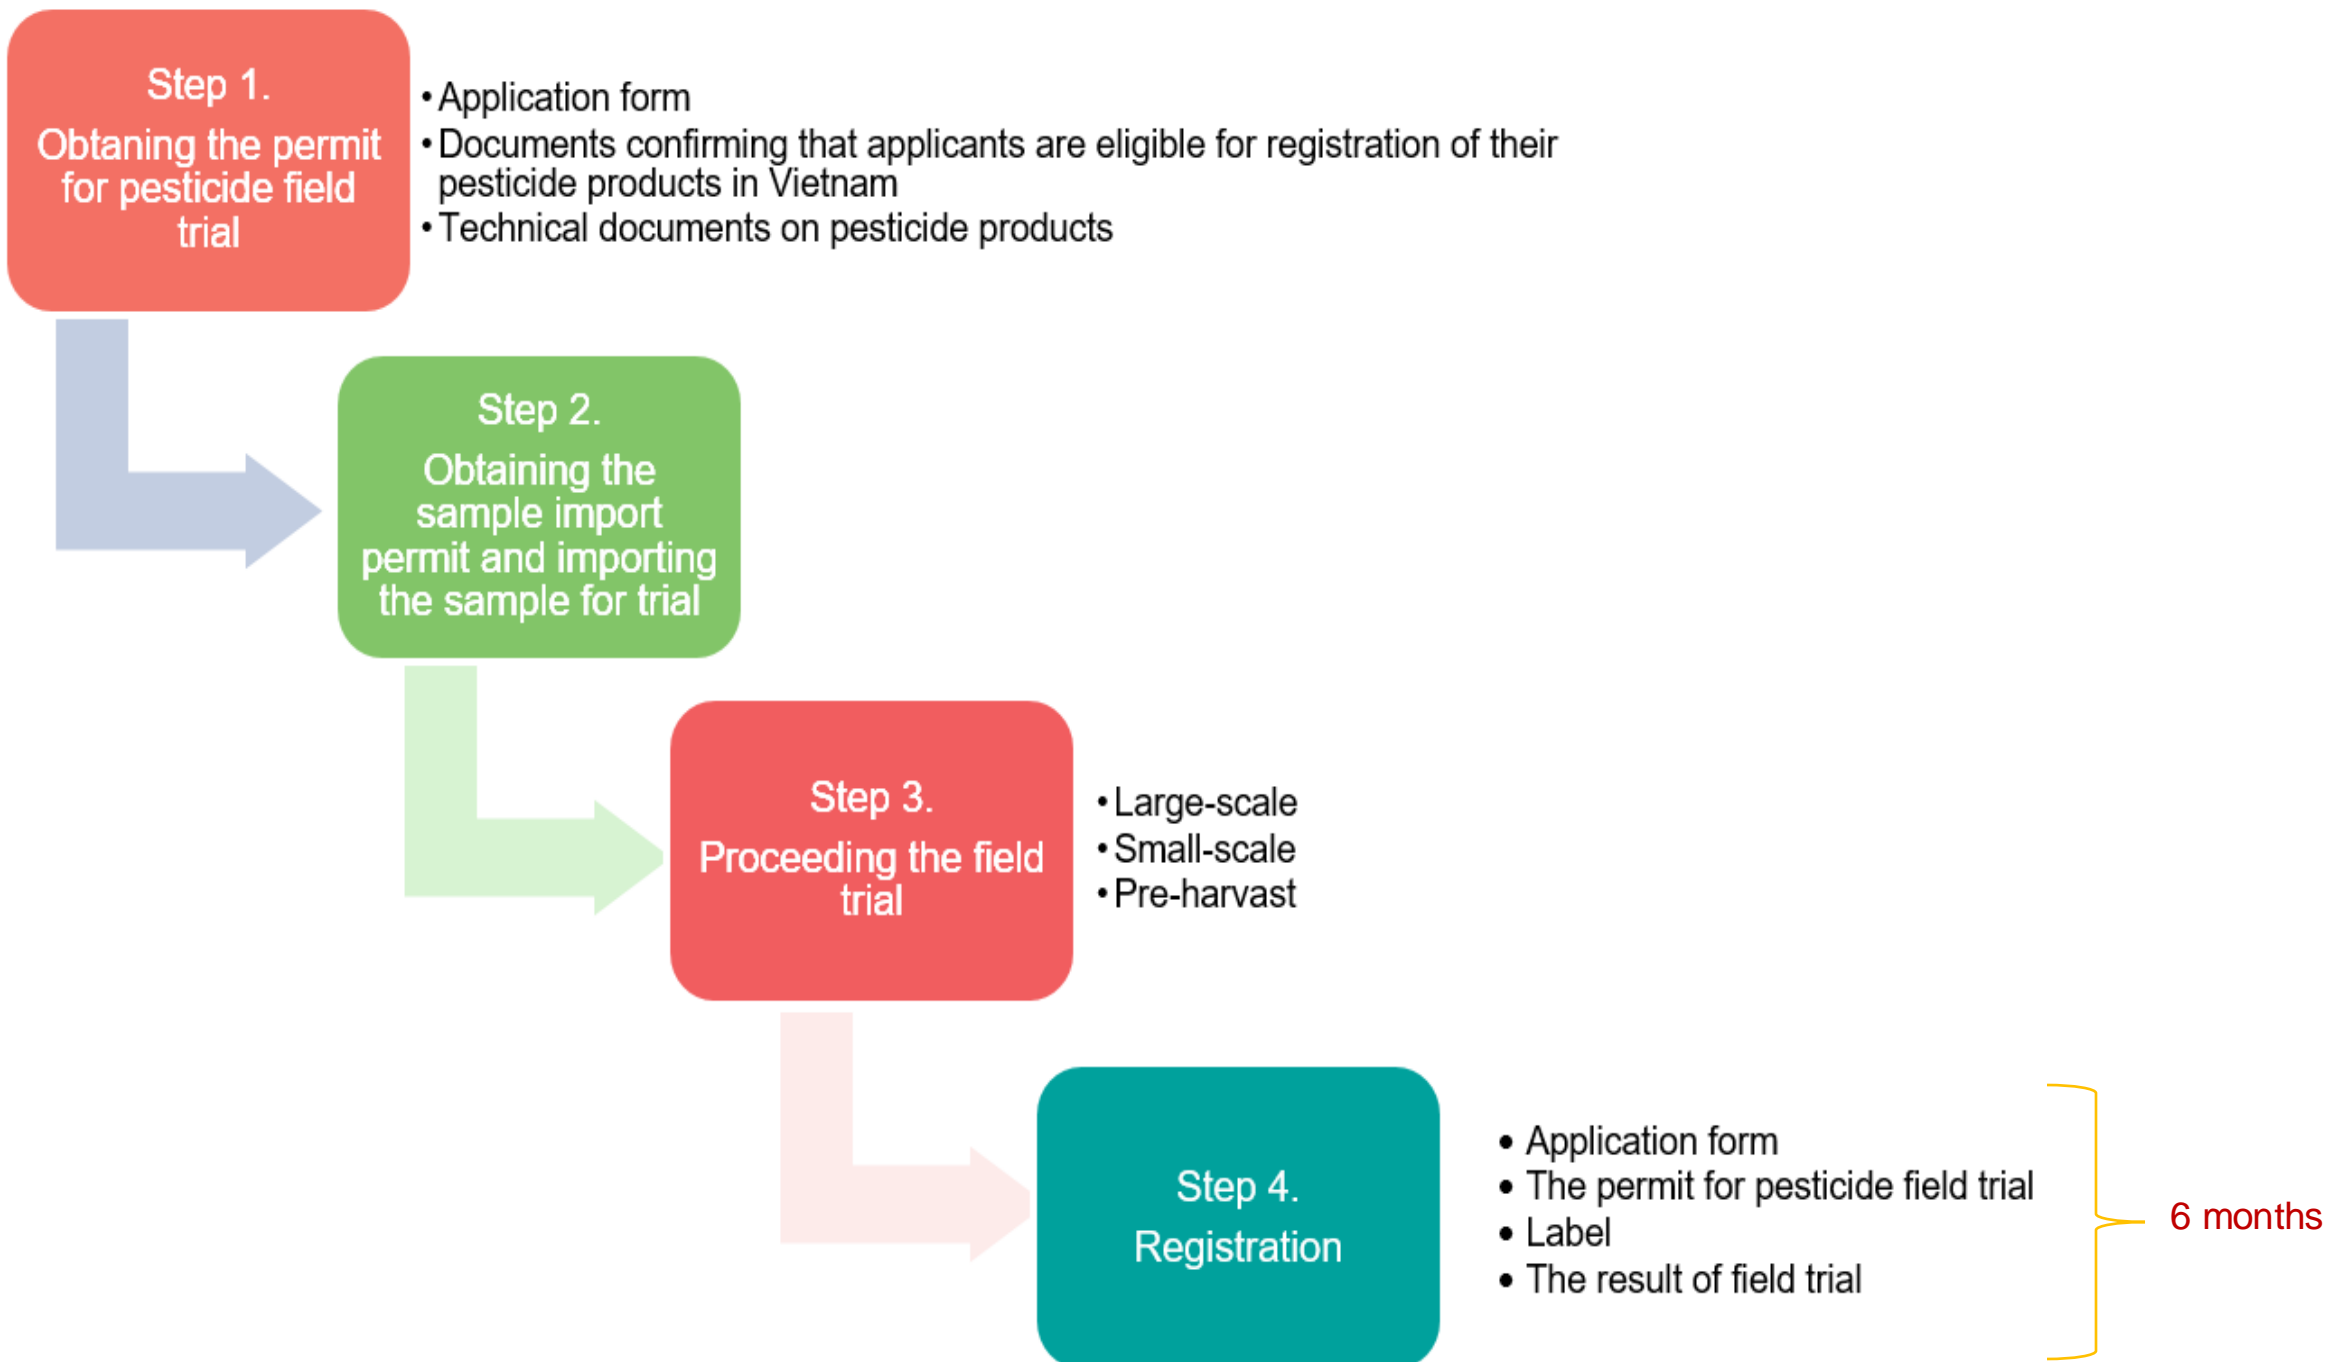 Step 1.
Obtaning the permit
for pesticide field
trial
• Application form
• Documents confirming that applicants are eligible for registration of their
pesticide products in Vietnam
• Technical documents on pesticide products
Step 2.
Obtaining the
sample import
permit and importing
the sample for trial
Step 3.
Proceeding the field
trial
• Large-scale
• Small-scale
• Pre-harvast
Step 4.
Registration
• Application form
• The permit for pesticide field trial
• Label
• The result of field trial
6 months